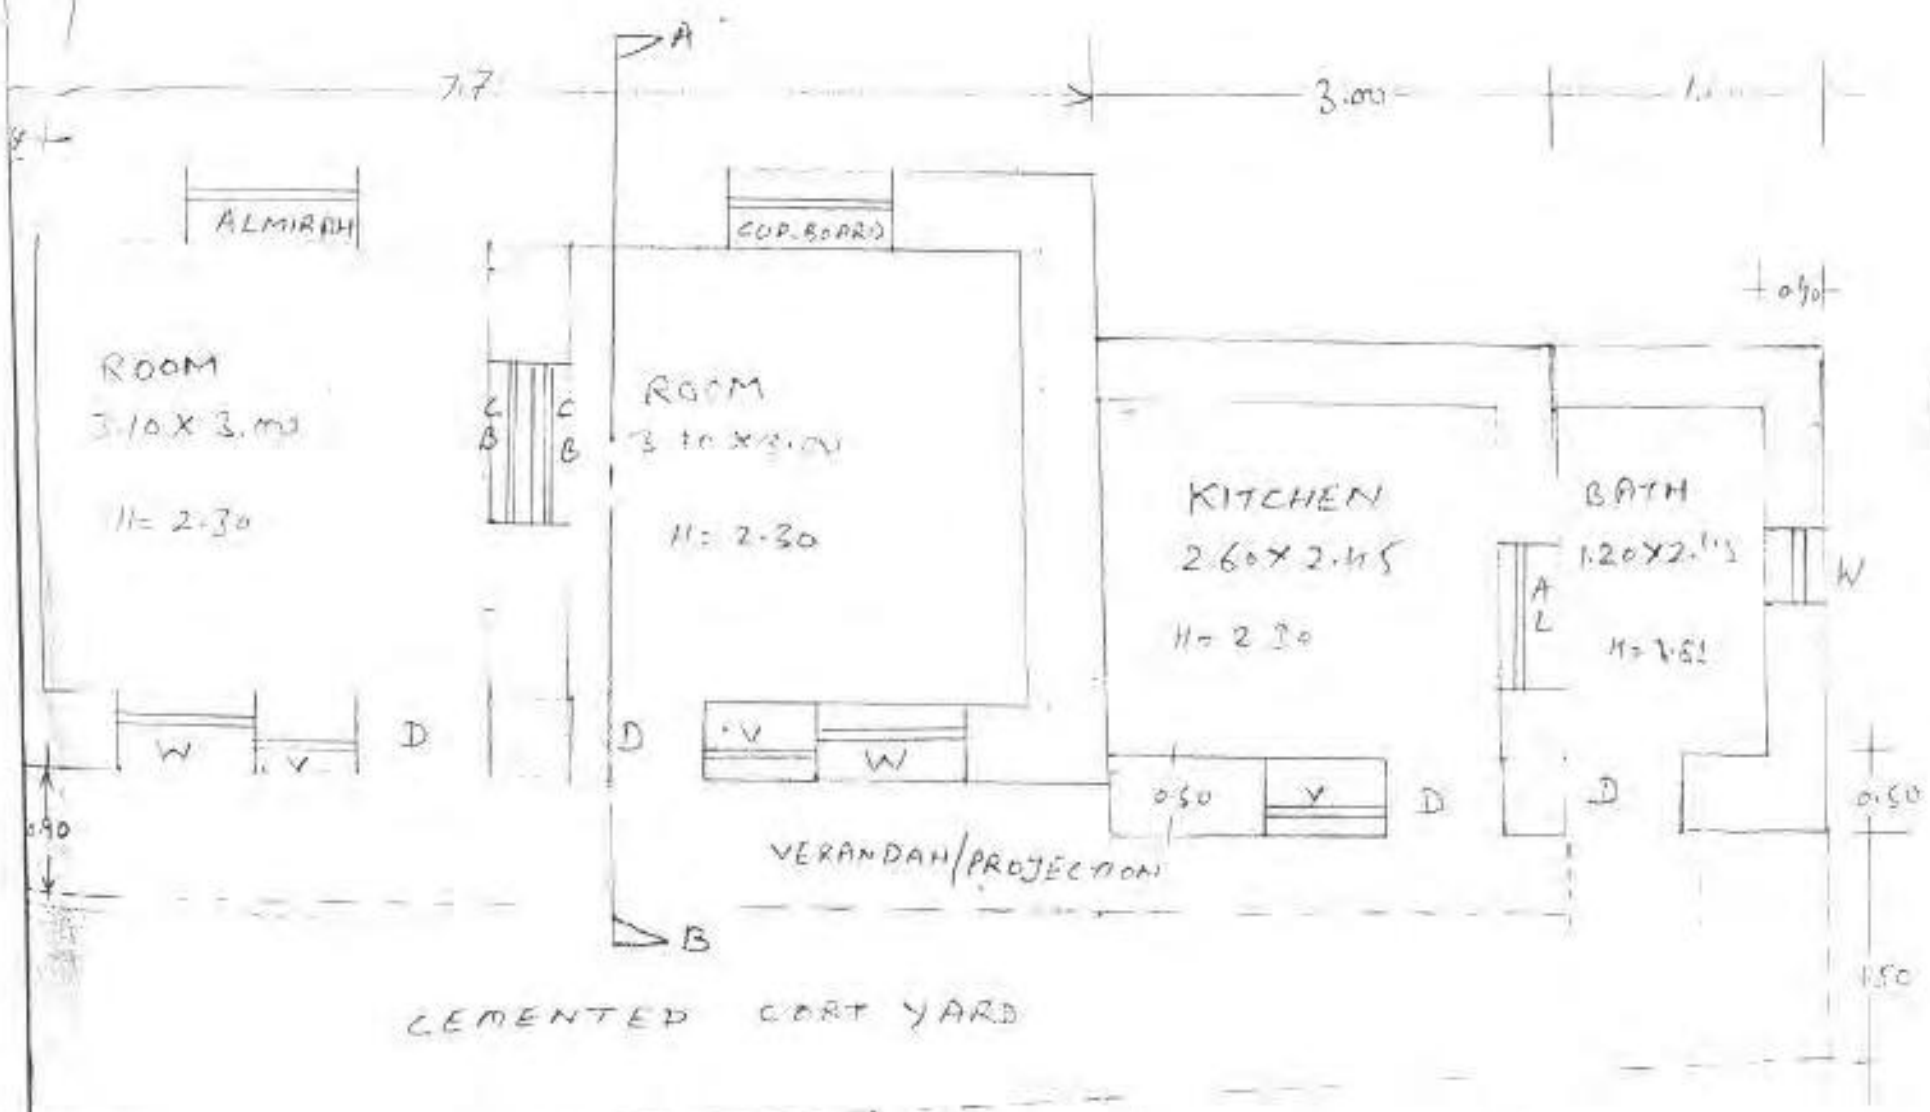 A
7.7
3.00
ALMIRAH
CUP.BOARD
0.40
ROOM
3.10 X 3.00
H= 2.30
C
B
C
B
ROOM
H= 2.30
KITCHEN
2.60 X 2.45
H= 2.30
A
L
BATH
W
W
V
D
D
V
W
0.50
V
D
D
0.50
0.90
VERANDAH/PROJECTION
B
1.50
CEMENTED CORT YARD